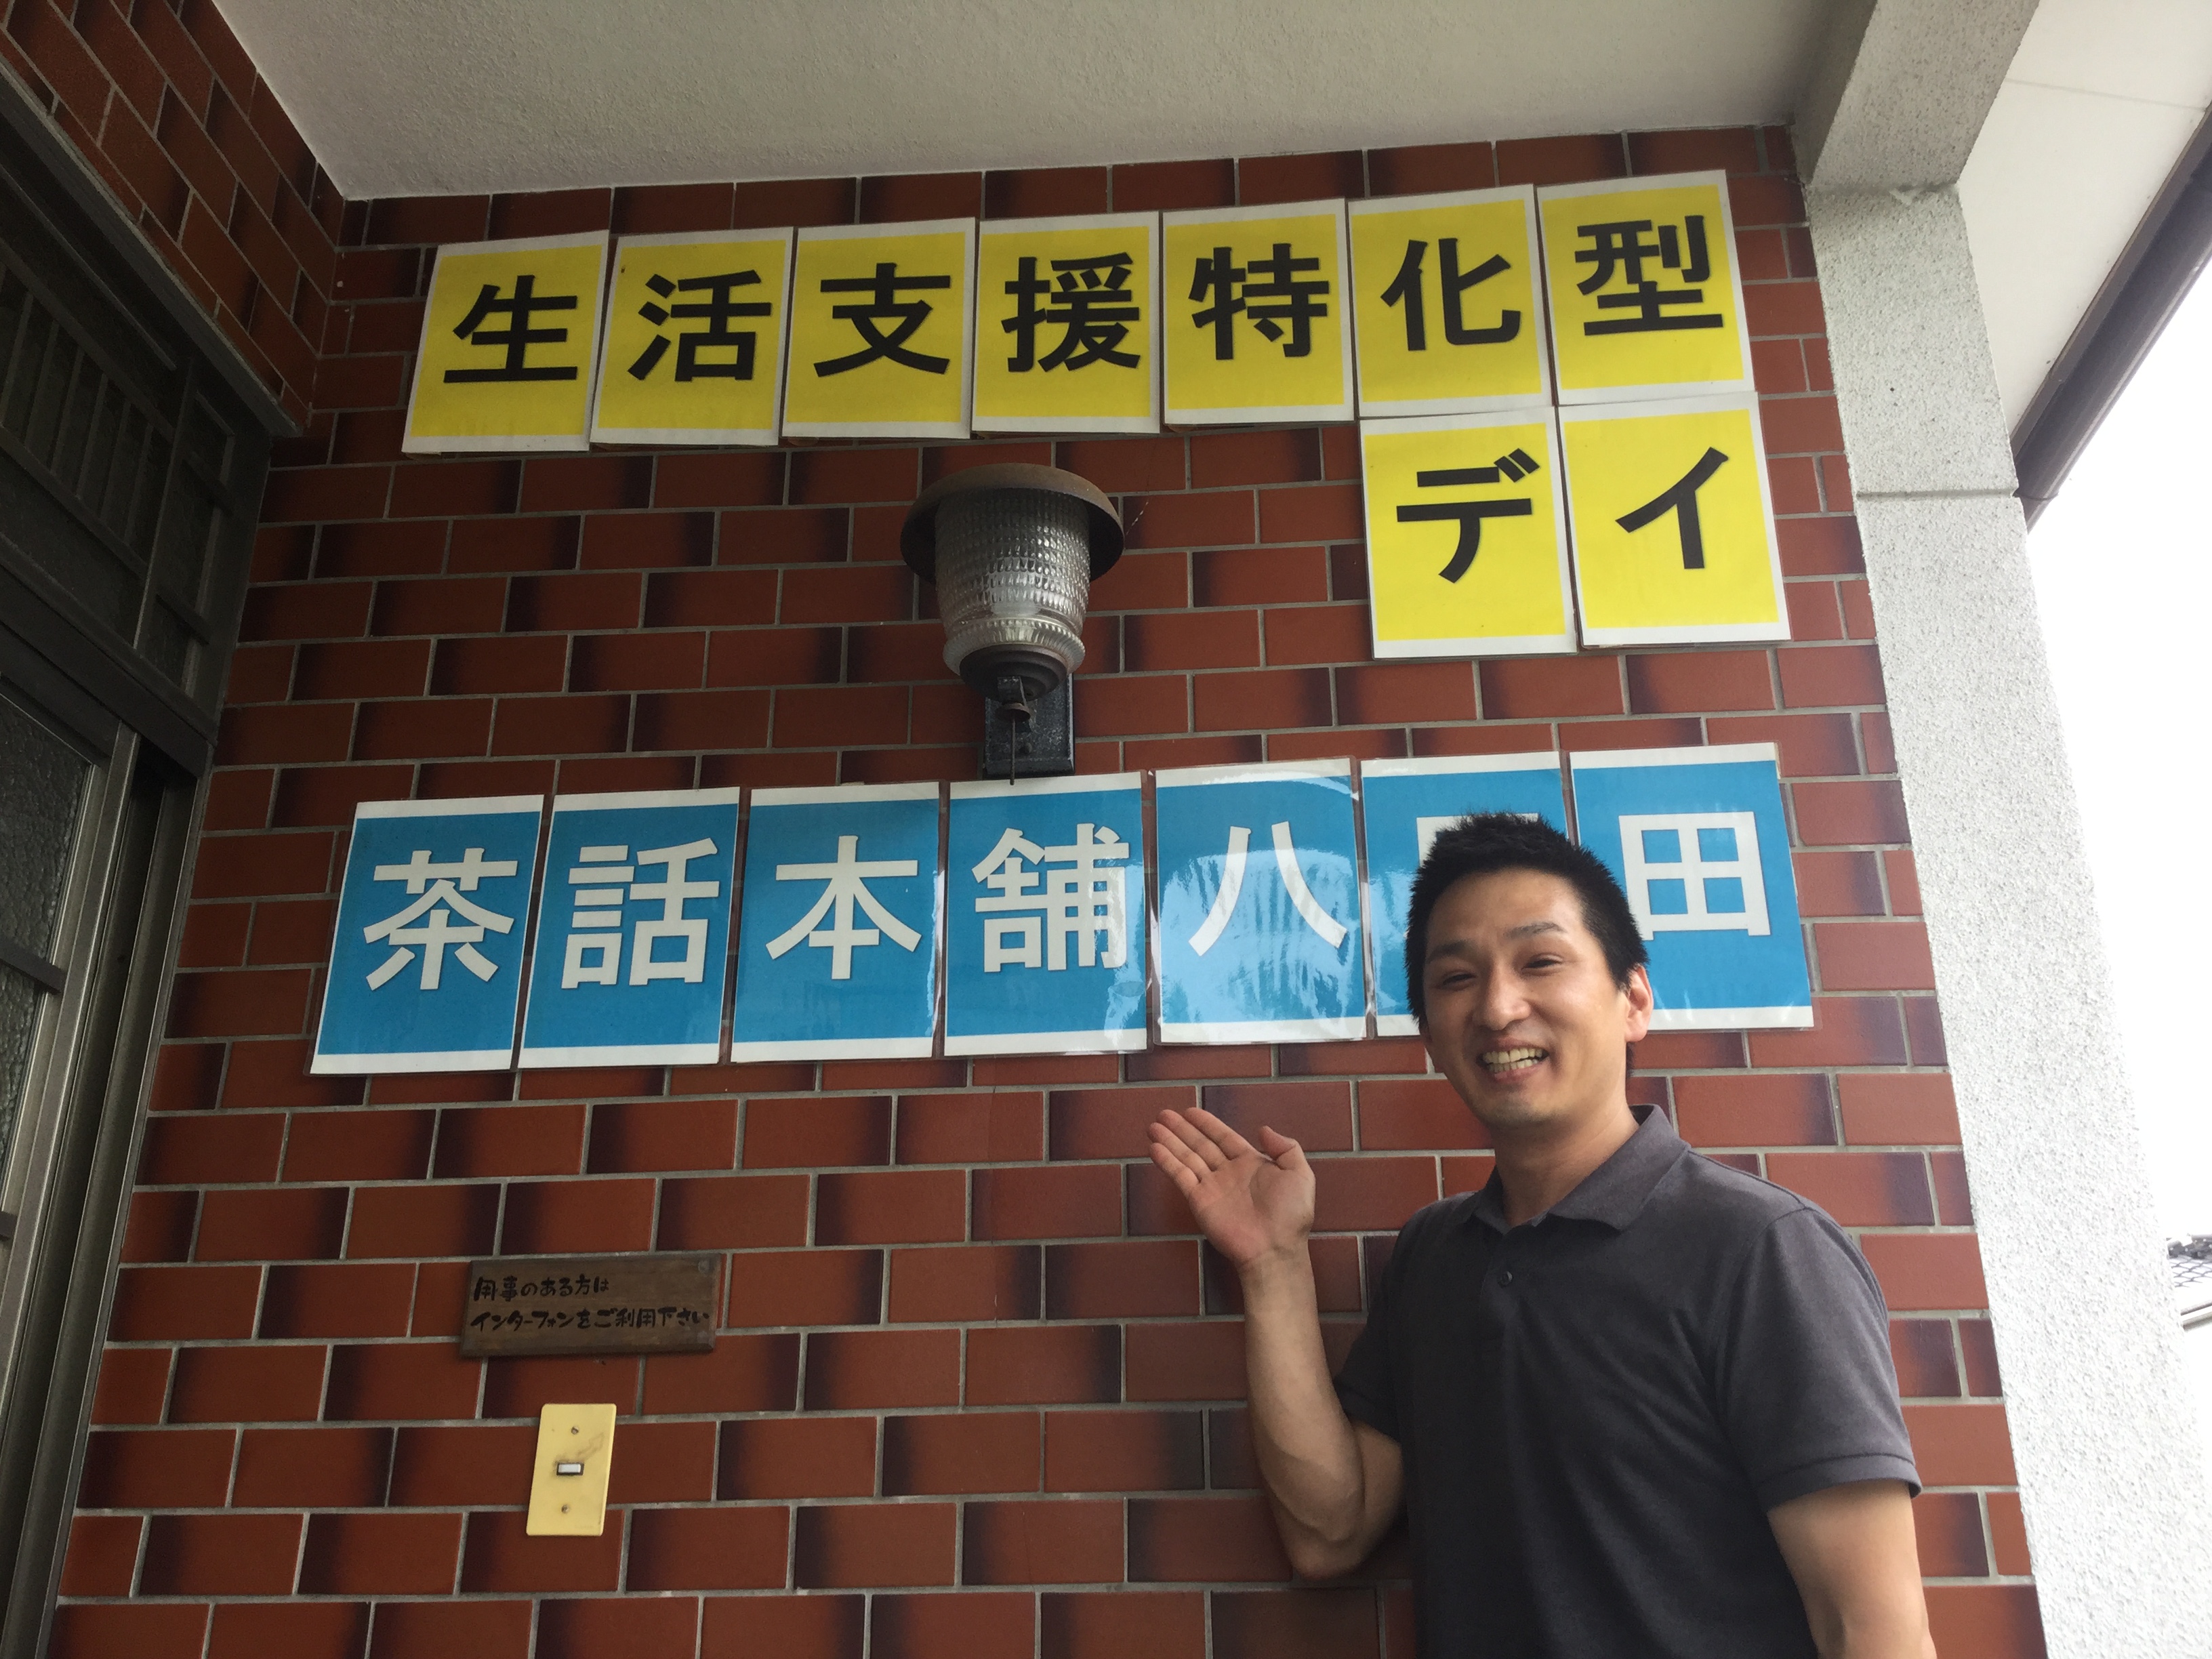 生活支援特化型
デイ
茶話本舗八 田
用事のある方は
インターフォンをご利用下さい